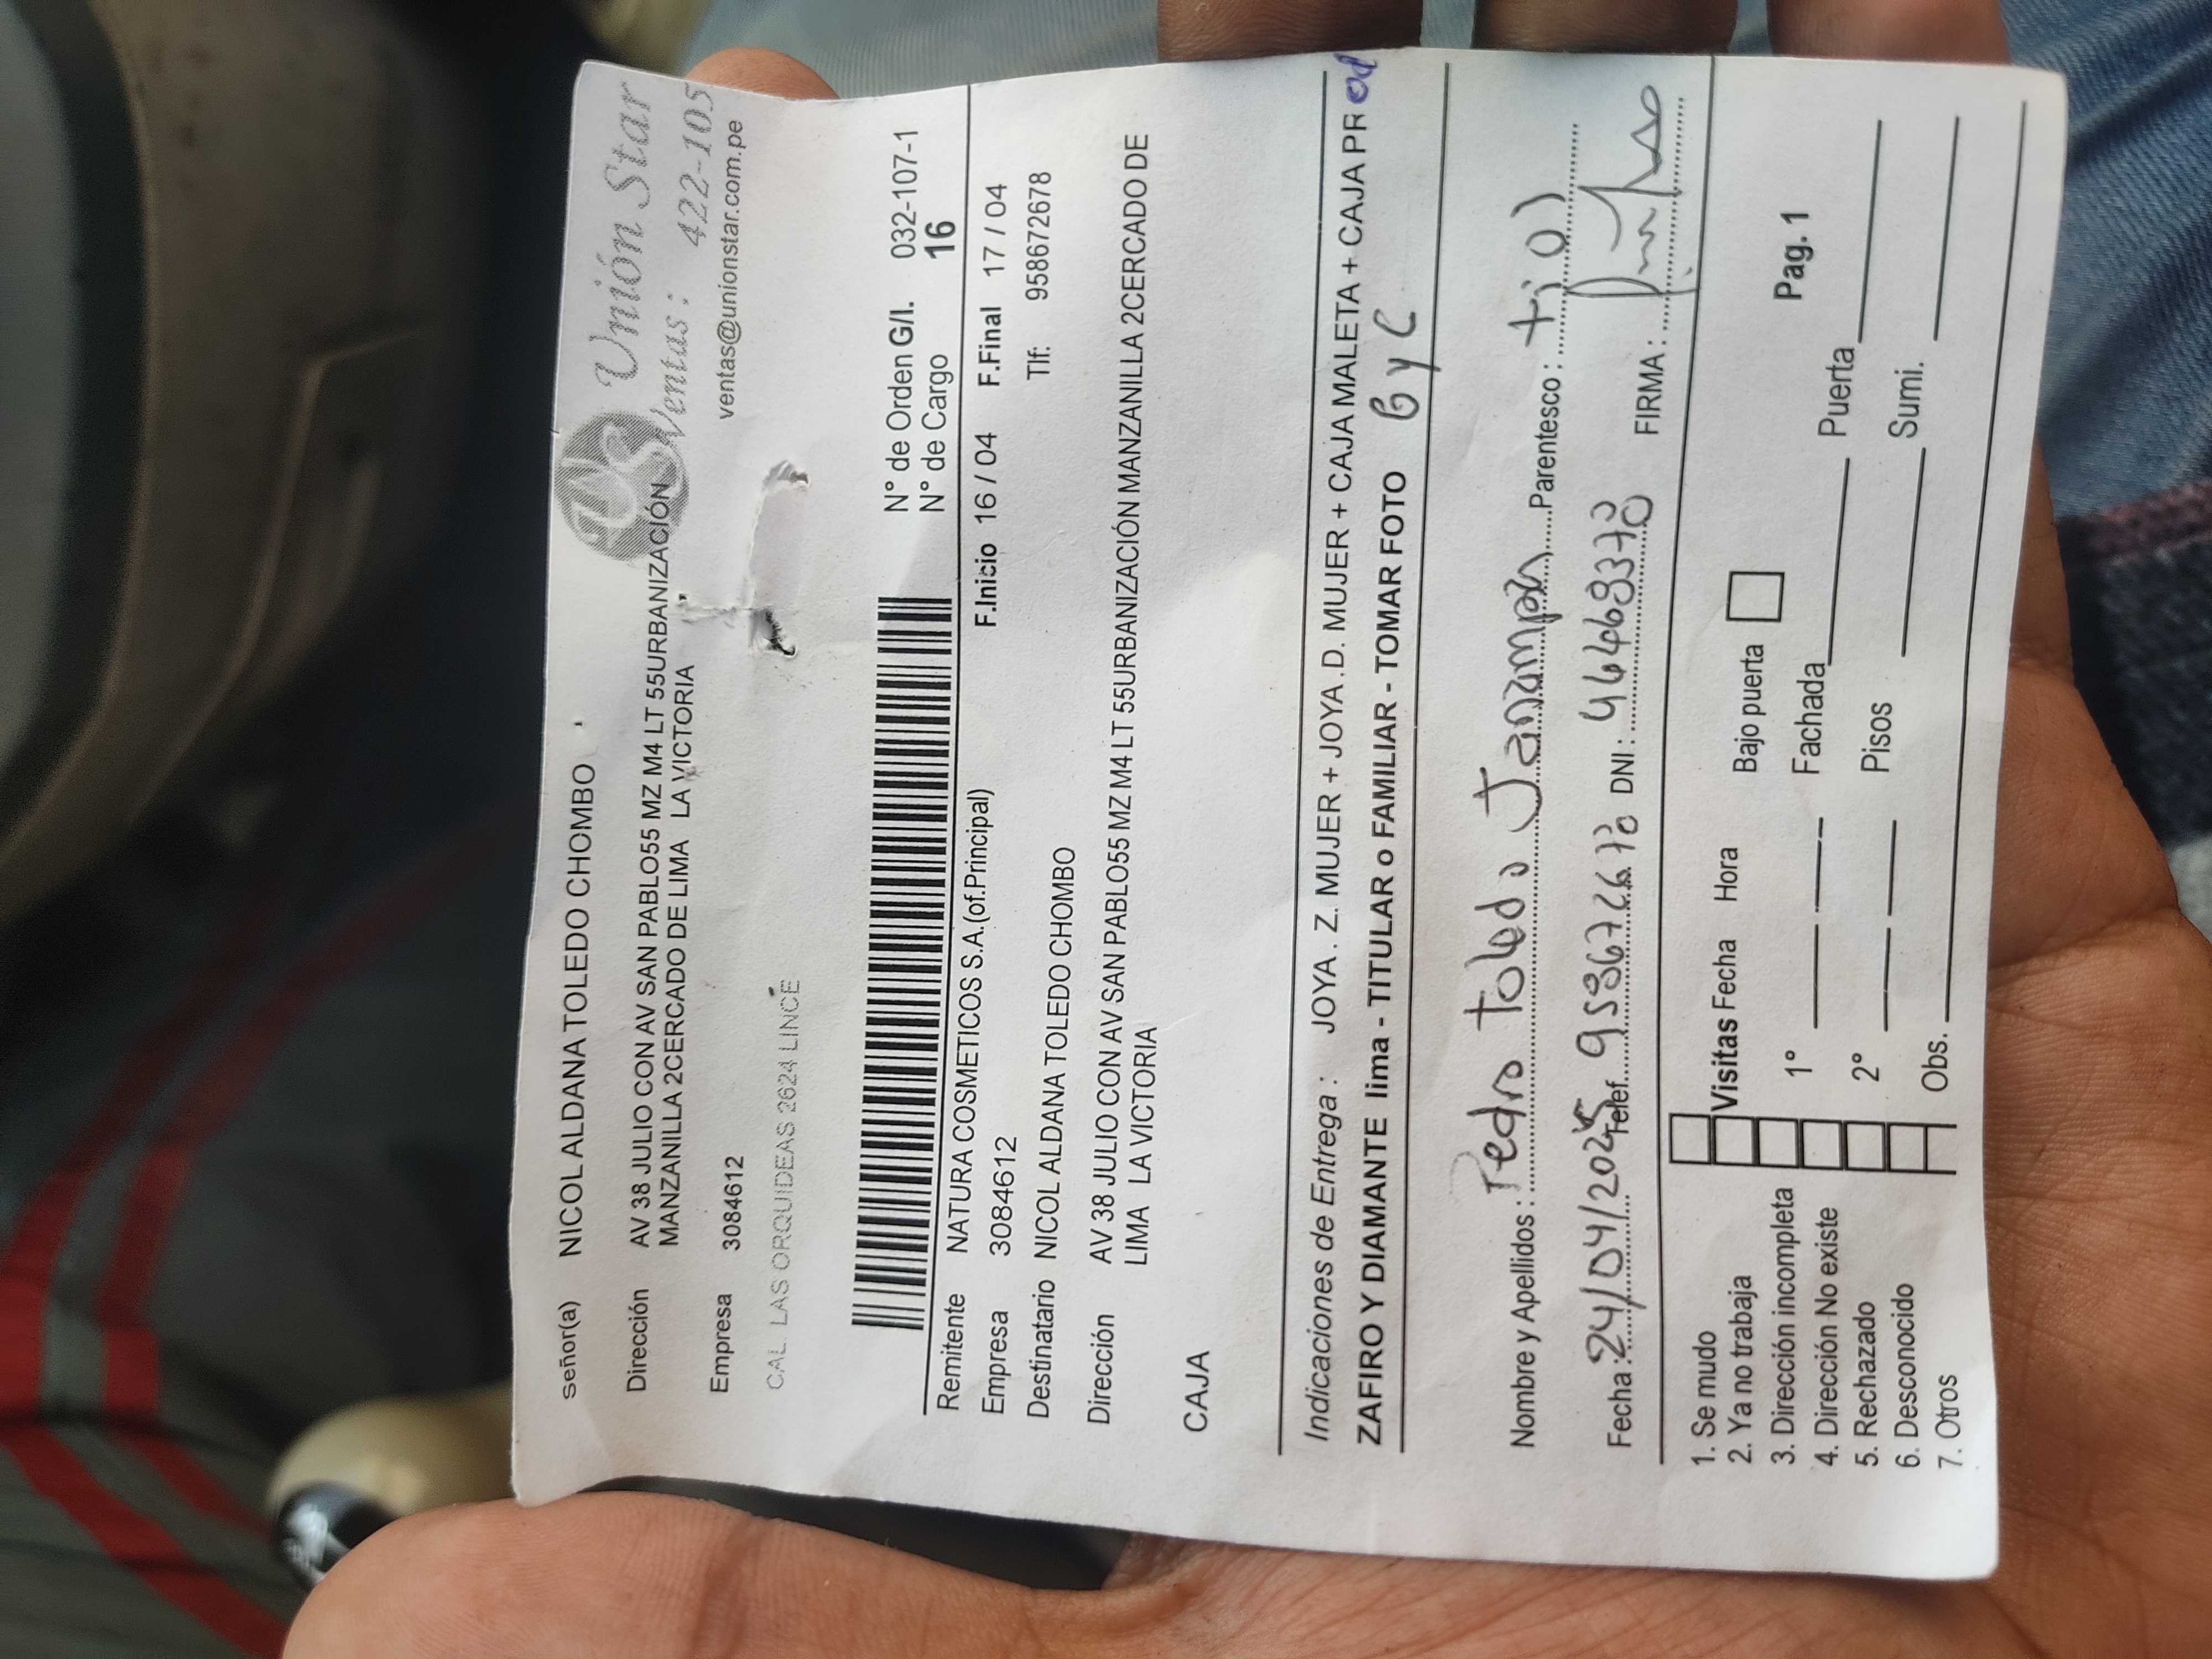 señor(a) NICOL ALDANA TOLEDO CHOMBO
Unión Star
Ventas : 422-105
ventas@unionstar.com.pe
Dirección AV 38 JULIO CON AV SAN PABLO55 MZ M4 LT 55URBANIZACIÓN
MANZANILLA 2CERCADO DE LIMA LA VICTORIA
Empresa 3084612
CAL. LAS ORQUIDEAS 2624 LINCE
N° de Orden G/I. 032-107-1
N° de Cargo 16
Remitente NATURA COSMETICOS S.A.(of.Principal) F.Inicio 16 / 04 F.Final 17 / 04
Empresa 3084612 Tlf: 958672678
Destinatario NICOL ALDANA TOLEDO CHOMBO
Dirección AV 38 JULIO CON AV SAN PABLO55 MZ M4 LT 55URBANIZACIÓN MANZANILLA 2CERCADO DE
LIMA LA VICTORIA
CAJA
Indicaciones de Entrega : JOYA . Z. MUJER + JOYA .D. MUJER + CAJA MALETA + CAJA PR
ZAFIRO Y DIAMANTE lima - TITULAR o FAMILIAR - TOMAR FOTO
Nombre y Apellidos : Pedro Toledo Janampa Parentesco : tio)
Fecha : 24/04/2025 Telef. DNI : FIRMA :
1. Se mudo
2. Ya no trabaja Visitas Fecha Hora Bajo puerta
3. Dirección incompleta 1° Fachada Puerta Pag. 1
4. Dirección No existe
5. Rechazado 2° Pisos Sumi.
6. Desconocido
7. Otros Obs.